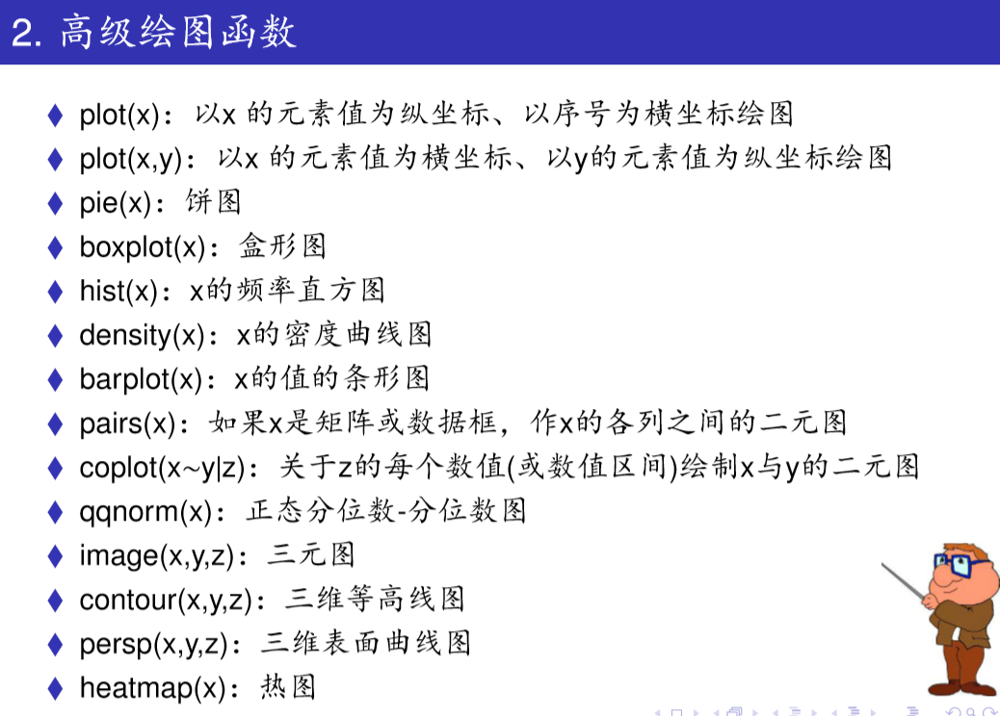 2. 高级绘图函数
plot(x)：以x 的元素值为纵坐标、以序号为横坐标绘图
plot(x,y)：以x 的元素值为横坐标、以y的元素值为纵坐标绘图
pie(x)：饼图
boxplot(x)：盒形图
hist(x)：x的频率直方图
density(x)：x的密度曲线图
barplot(x)：x的值的条形图
pairs(x)：如果x是矩阵或数据框，作x的各列之间的二元图
coplot(x~y|z)：关于z的每个数值(或数值区间)绘制x与y的二元图
qqnorm(x)：正态分位数-分位数图
image(x,y,z)：三元图
contour(x,y,z)：三维等高线图
persp(x,y,z)：三维表面曲线图
heatmap(x)：热图